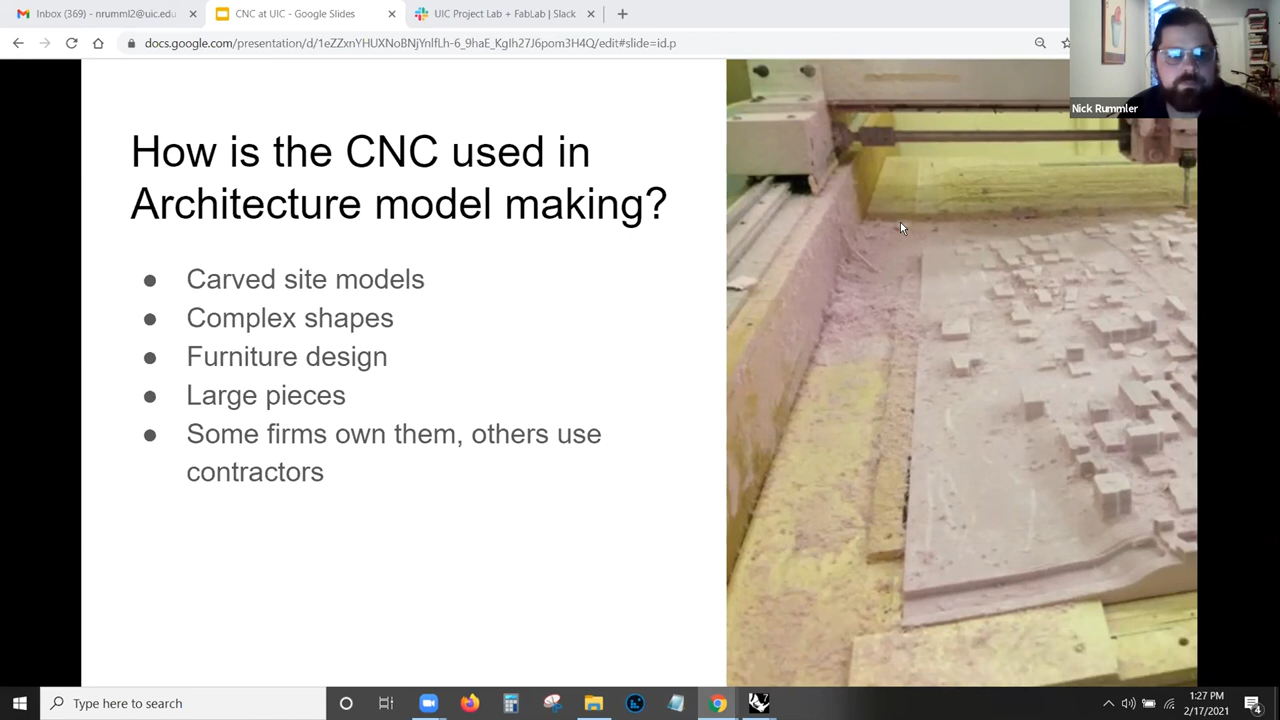 Inbox (369) - nrumml2@uic.edu
CNC at UIC - Google Slides
UIC Project Lab + FabLab | Slack
docs.google.com/presentation/d/1eZZxnYHUXNoBNjYnlfLh-6_9haE_KgIh27J6pam3H4Q/edit#slide=id.p
Nick Rummler
How is the CNC used in
Architecture model making?
● Carved site models
● Complex shapes
● Furniture design
● Large pieces
● Some firms own them, others use
contractors
Type here to search
1:27 PM
2/17/2021
4